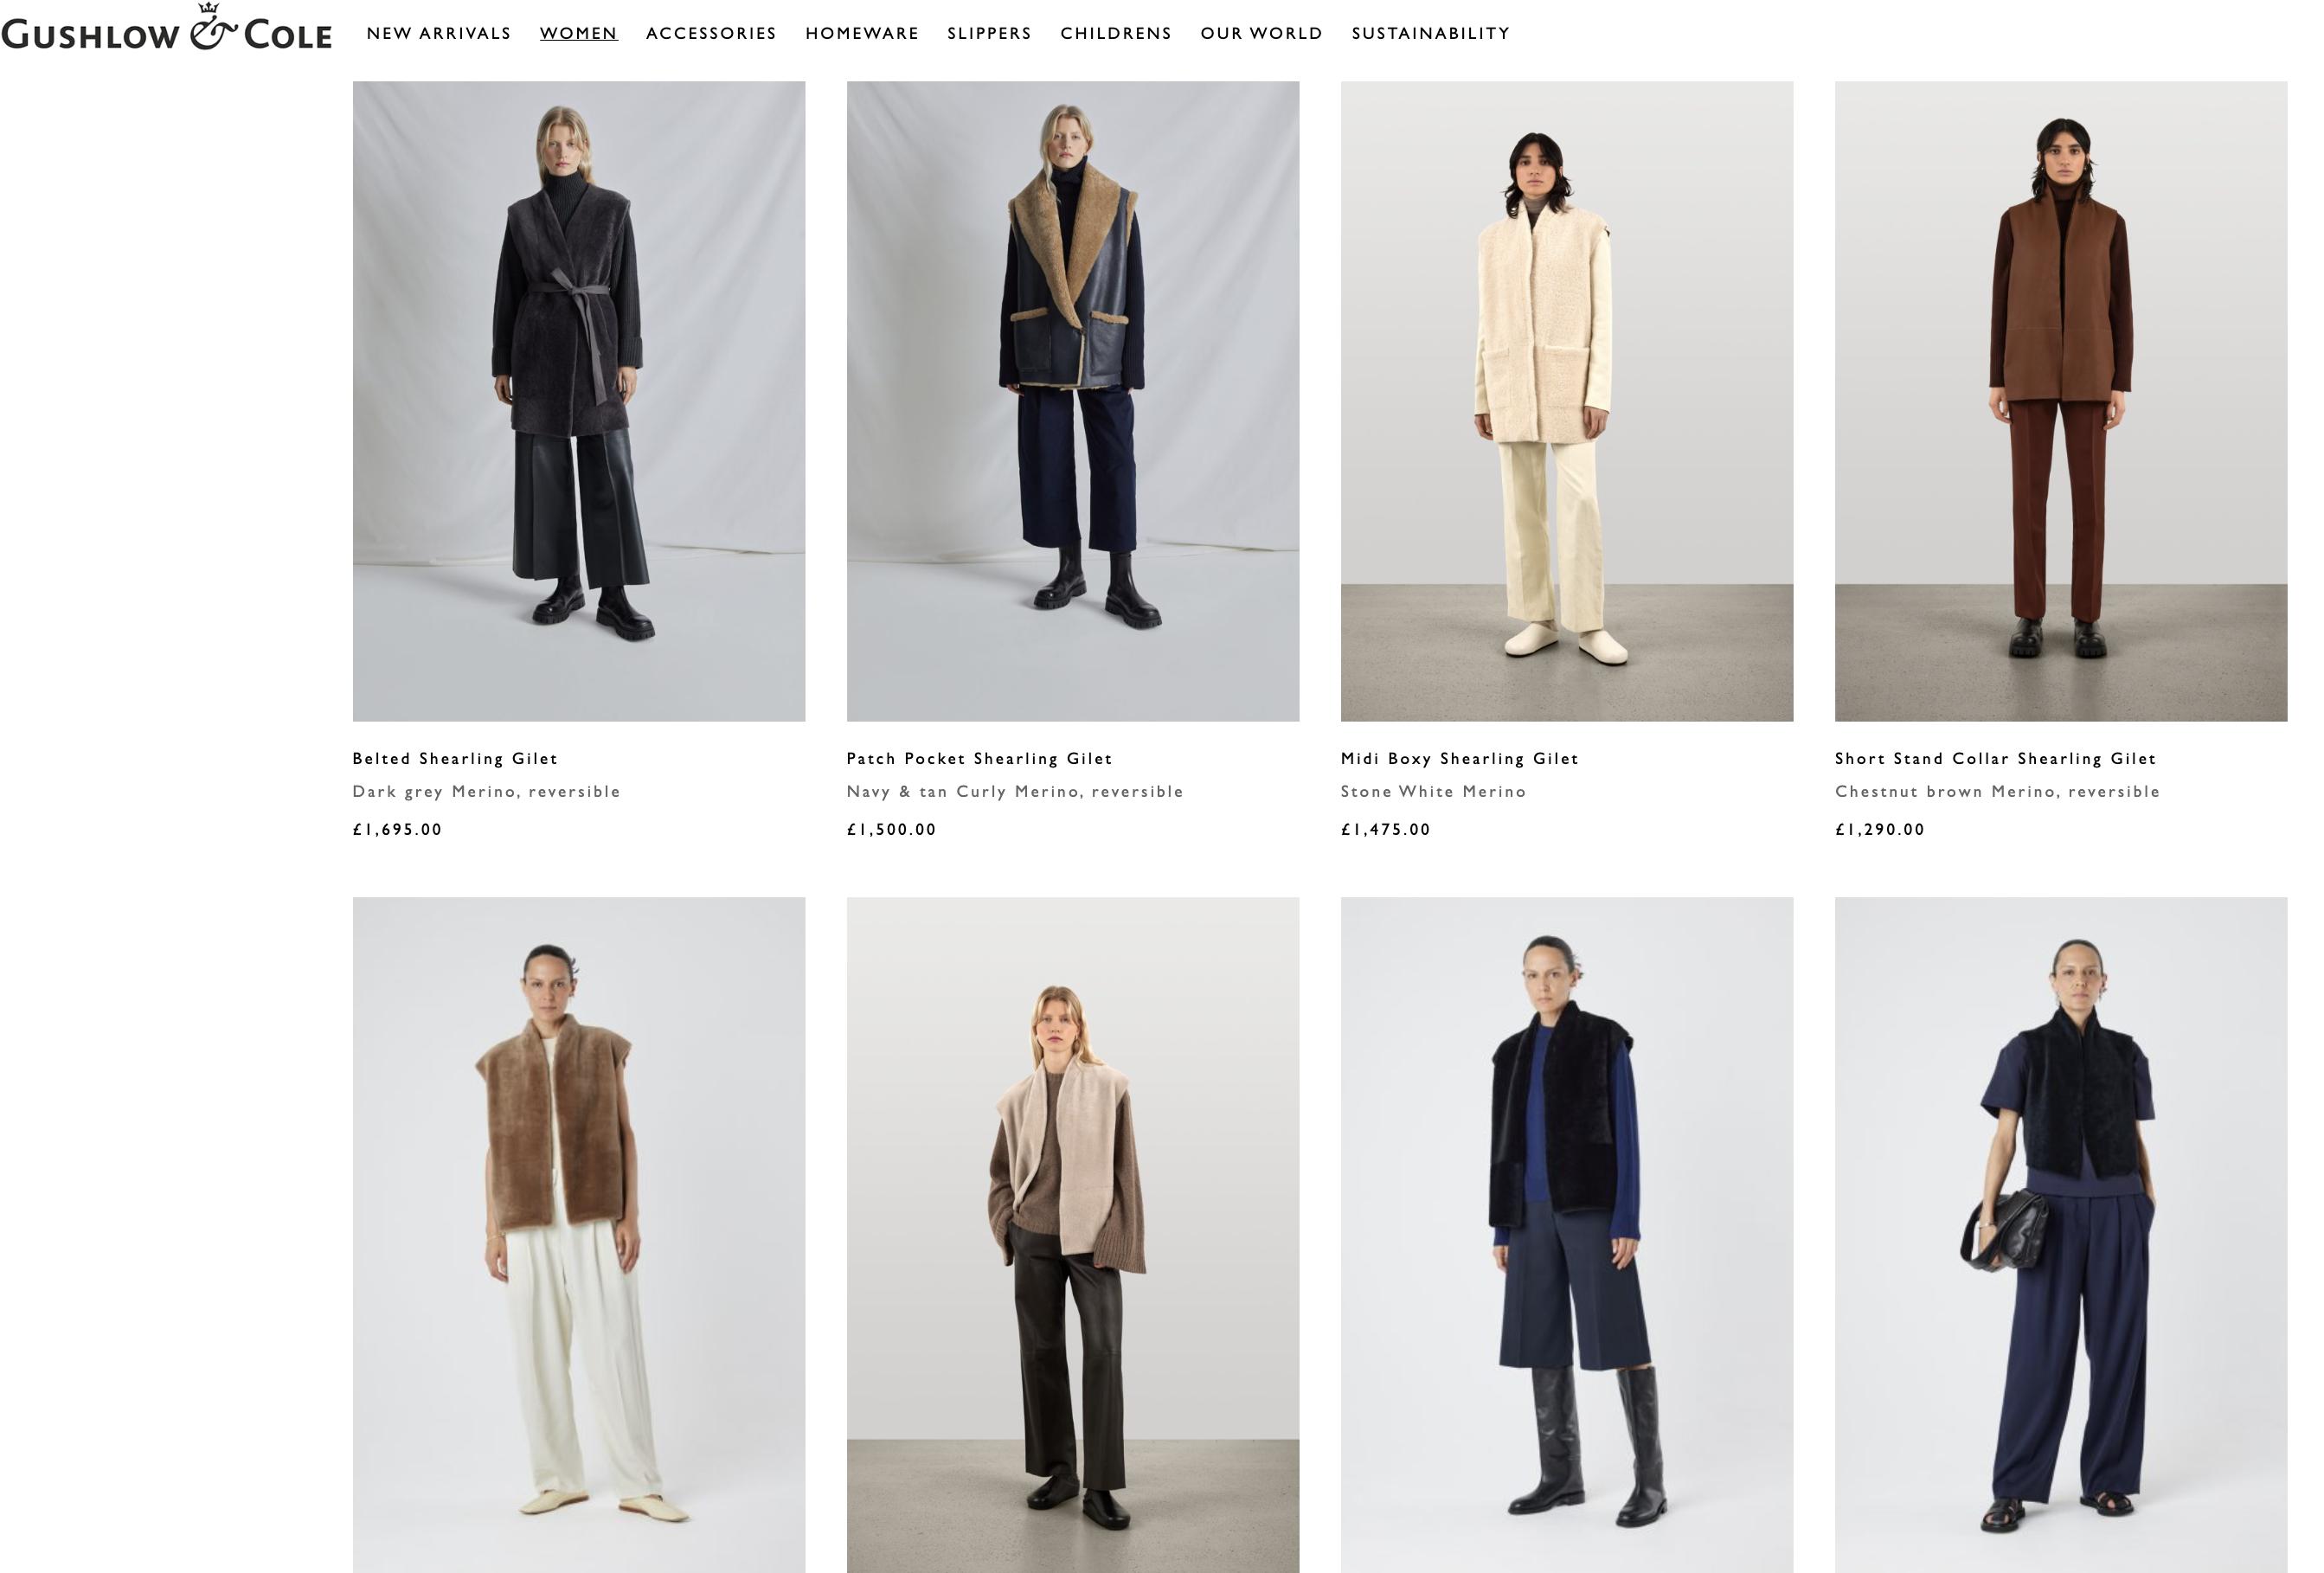 GUSHLOW & COLE
NEW ARRIVALS WOMEN ACCESSORIES HOMEWARE SLIPPERS CHILDRENS OUR WORLD SUSTAINABILITY
Belted Shearling Gilet
Dark grey Merino, reversible
£1,695.00
Patch Pocket Shearling Gilet
Navy & tan Curly Merino, reversible
£1,500.00
Midi Boxy Shearling Gilet
Stone White Merino
£1,475.00
Short Stand Collar Shearling Gilet
Chestnut brown Merino, reversible
£1,290.00